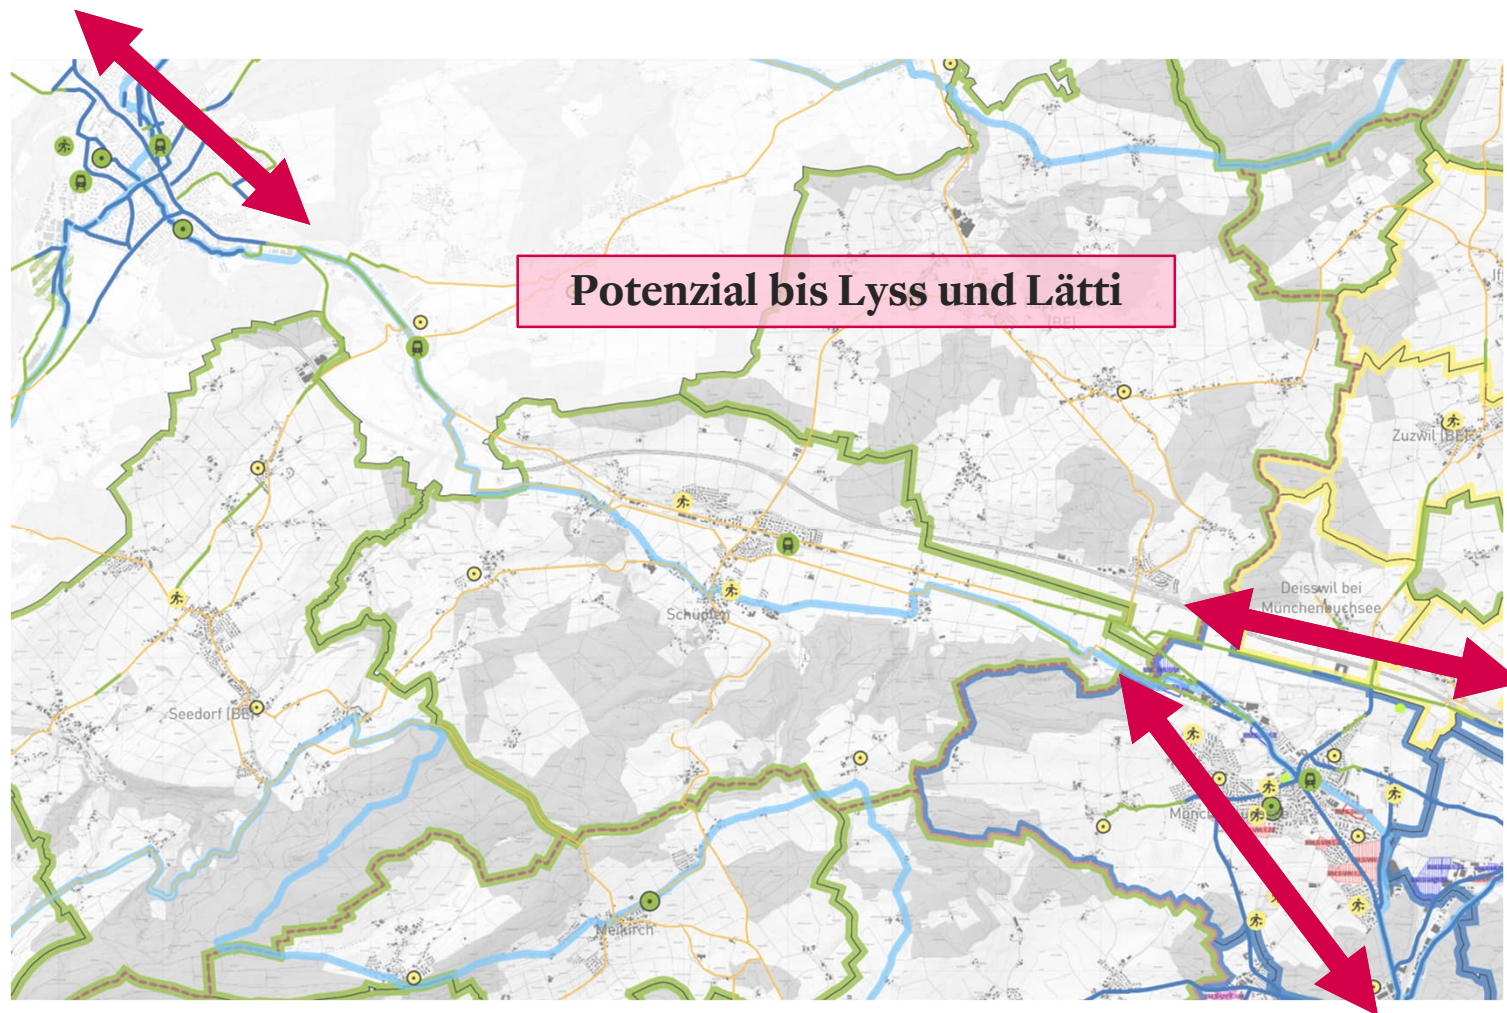 Potenzial bis Lyss und Lätti
Zuzwil (BE)
Deisswil bei
Münchenbuchsee
Schüpfen
Seedorf (BE)
Meikirch